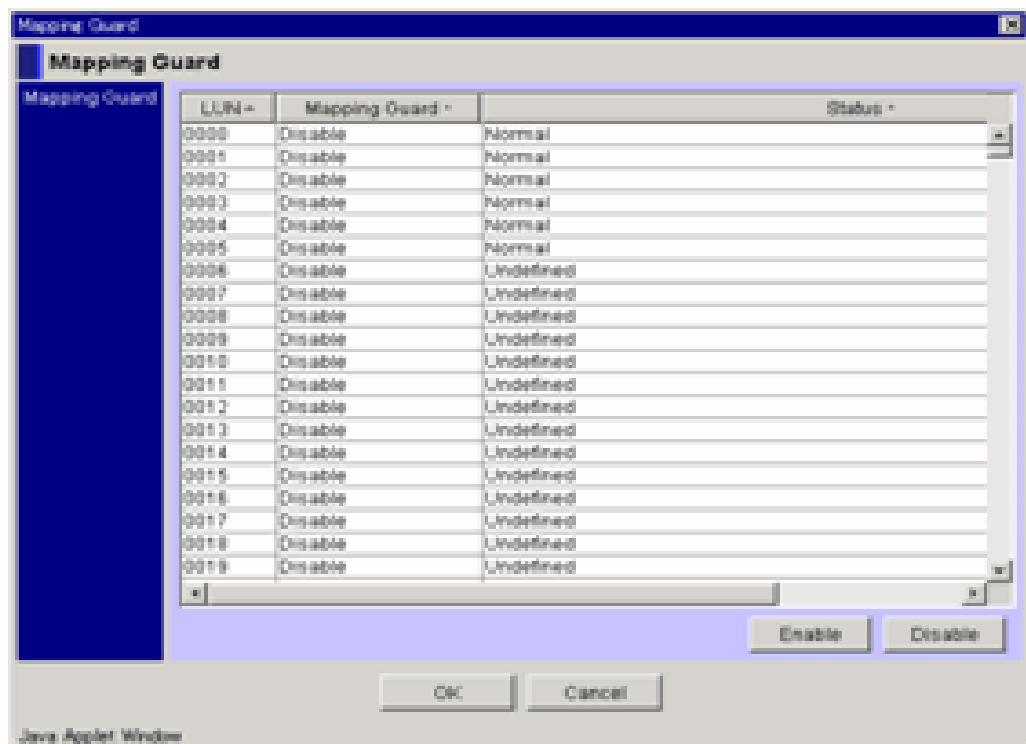 Mapping Guard
Mapping Guard
Mapping Guard
LUN Mapping Guard Status
0000 Disable Normal
0001 Disable Normal
0002 Disable Normal
0003 Disable Normal
0004 Disable Normal
0005 Disable Normal
0006 Disable Undefined
0007 Disable Undefined
0008 Disable Undefined
0009 Disable Undefined
0010 Disable Undefined
0011 Disable Undefined
0012 Disable Undefined
0013 Disable Undefined
0014 Disable Undefined
0015 Disable Undefined
0016 Disable Undefined
0017 Disable Undefined
0018 Disable Undefined
0019 Disable Undefined
Enable Disable
OK Cancel
Java Applet Window